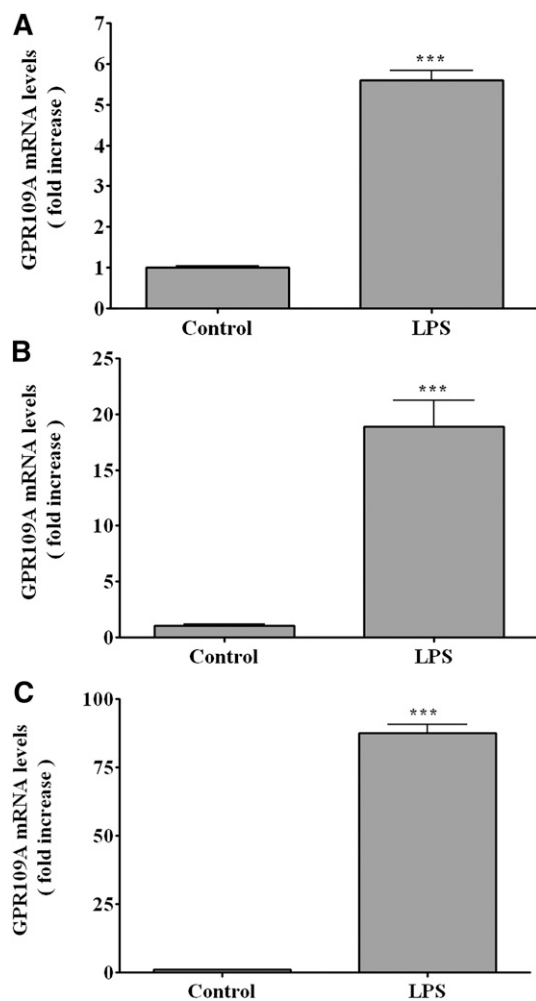 A
GPR109A mRNA levels
( fold increase )
7
6
5
4
3
2
1
0
***
Control
LPS
B
GPR109A mRNA levels
( fold increase )
25
20
15
10
5
0
***
Control
LPS
C
GPR109A mRNA levels
( fold increase )
100
75
50
25
0
***
Control
LPS